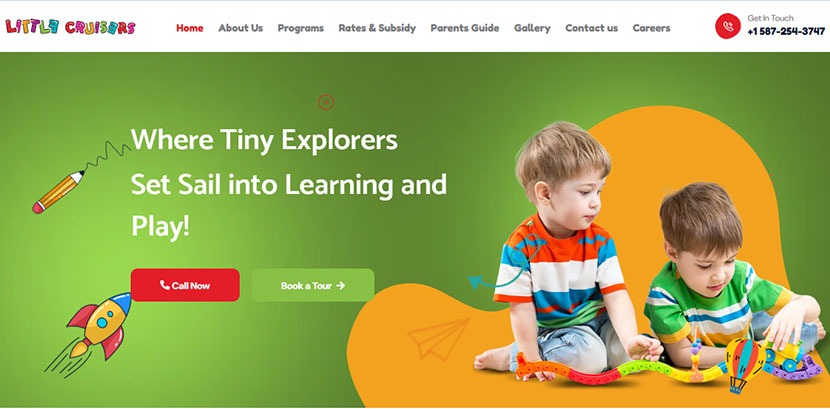 LITTLE CRUISERS
Home About Us Programs Rates & Subsidy Parents Guide Gallery Contact us Careers
Get In Touch
+1 587-254-3747
Where Tiny Explorers
Set Sail into Learning and
Play!
Call Now
Book a Tour